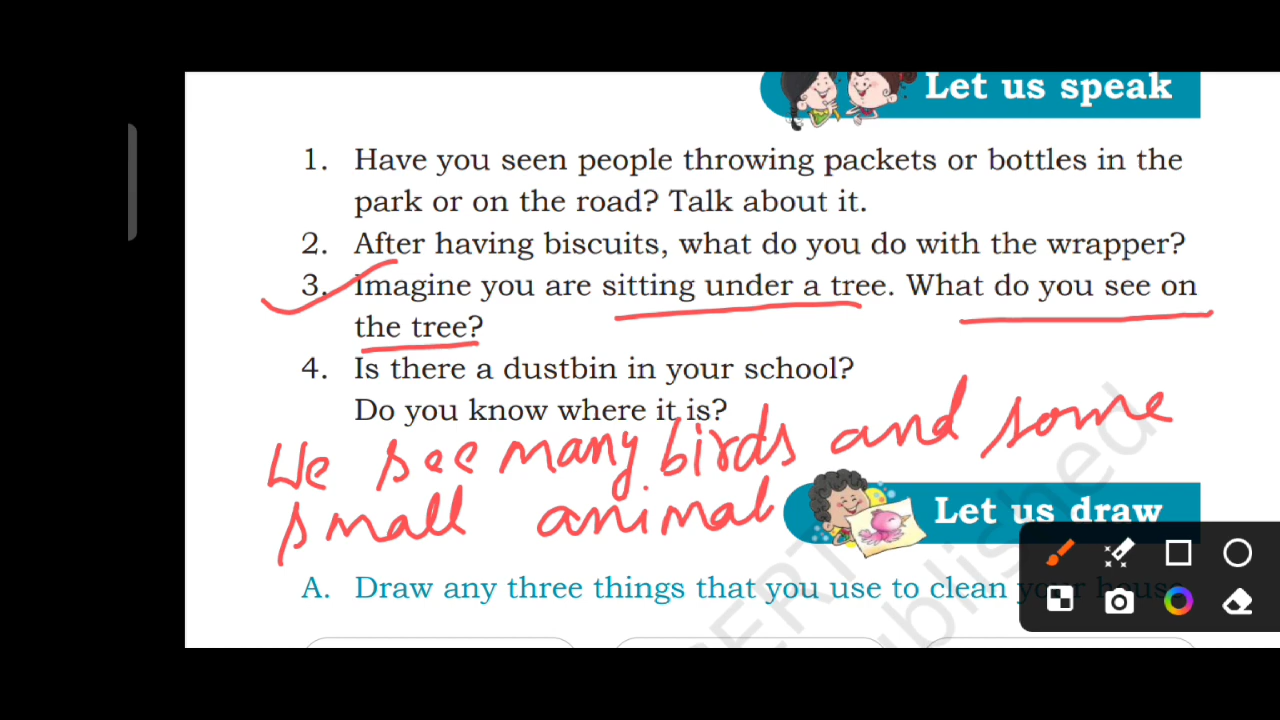 Let us speak
1. Have you seen people throwing packets or bottles in the
park or on the road? Talk about it.
2. After having biscuits, what do you do with the wrapper?
3. Imagine you are sitting under a tree. What do you see on
the tree?
4. Is there a dustbin in your school?
Do you know where it is?
We see many birds and some
small animal
Let us draw
A. Draw any three things that you use to clean your house